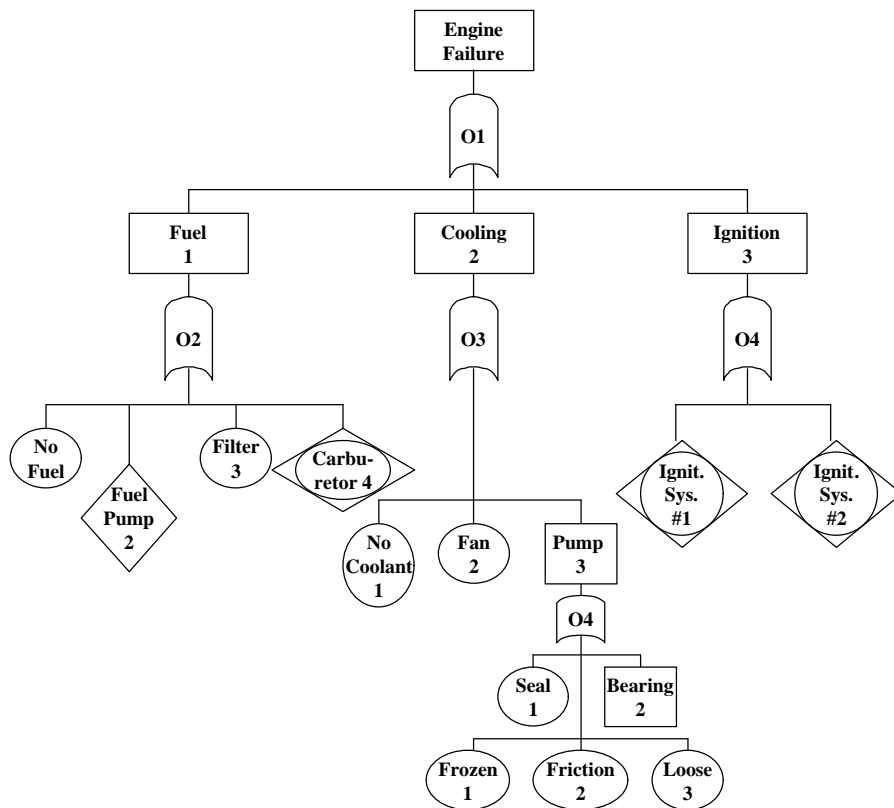 Engine
Failure
O1
Fuel
1
Cooling
2
Ignition
3
O2
O3
O4
No
Fuel
Fuel
Pump
2
Filter
3
Carbu-
retor 4
Ignit.
Sys.
#1
Ignit.
Sys.
#2
No
Coolant
1
Fan
2
Pump
3
O4
Seal
1
Bearing
2
Frozen
1
Friction
2
Loose
3